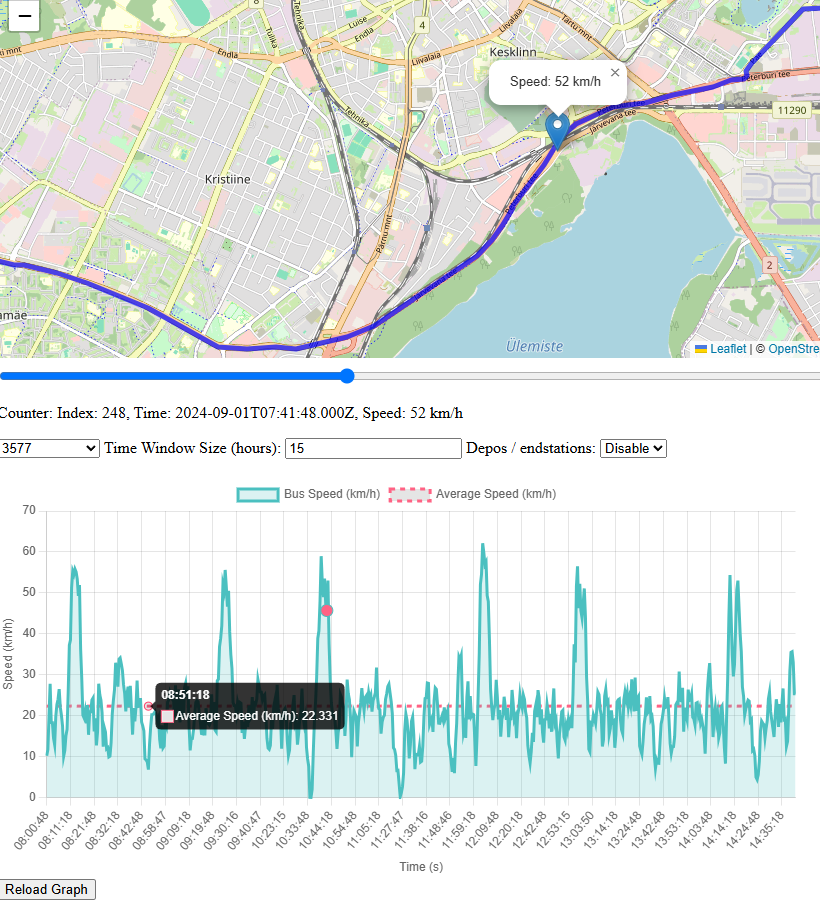 −
8
4
Luise
Endla
Tehnika
Tulika
Endla
Liivalaia
Liivalaia
Tartu mnt
Kesklinn
Peterburi tee
Speed: 52 km/h
×
Peterburi tee
Järvevana tee
11290
Tehnika
Kristiine
Pärnu mnt
2
Ülemiste
Leaflet | © OpenStre
Counter: Index: 248, Time: 2024-09-01T07:41:48.000Z, Speed: 52 km/h
3577 Time Window Size (hours): 15 Depos / endstations: Disable
Bus Speed (km/h) Average Speed (km/h)
70
60
50
40
30
20
10
0
Speed (km/h)
08:51:18
Average Speed (km/h): 22.331
08:00:48 08:11:18 08:21:48 08:32:18 08:42:48 08:58:47 09:09:18 09:19:48 09:30:16 09:40:47 10:23:15 10:33:48 10:44:18 10:54:48 11:05:18 11:27:47 11:38:16 11:48:46 11:59:18 12:09:48 12:20:18 12:42:48 12:53:15 13:03:50 13:14:18 13:24:48 13:42:48 13:53:18 14:03:48 14:14:18 14:24:48 14:35:18
Time (s)
Reload Graph